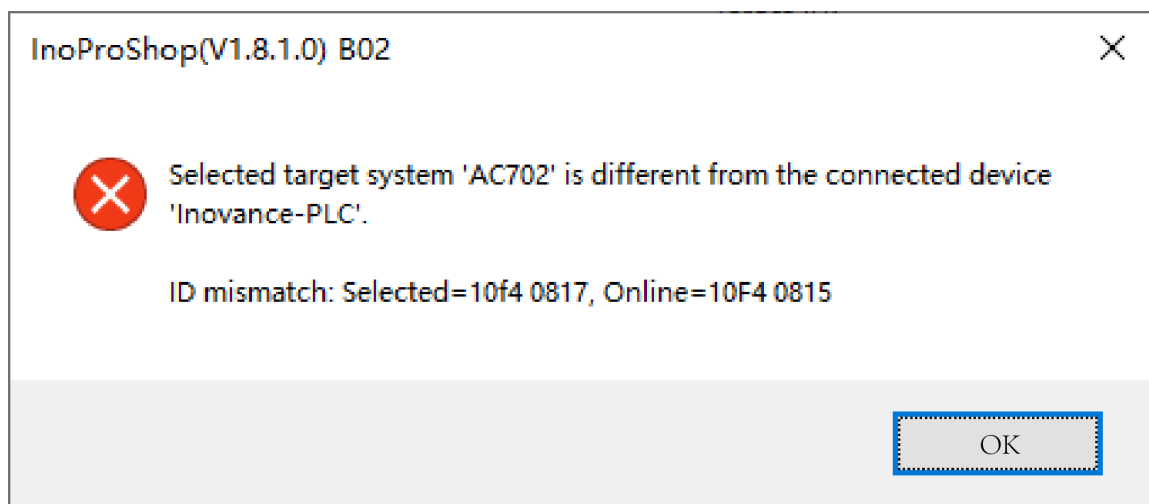 InoProShop(V1.8.1.0) B02
Selected target system 'AC702' is different from the connected device
'Inovance-PLC'.
ID mismatch: Selected=10f4 0817, Online=10F4 0815
OK